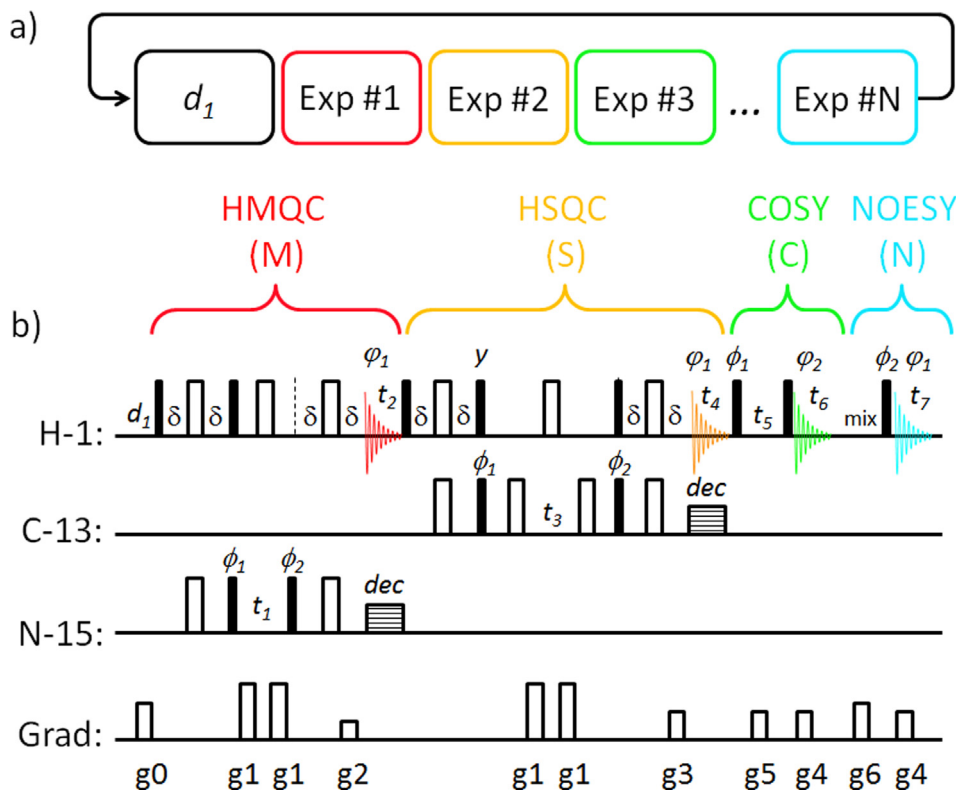 a)
d₁ Exp #1 Exp #2 Exp #3 ... Exp #N
HMQC HSQC COSY NOESY
(M) (S) (C) (N)
b)
φ₁ y φ₁ ϕ₁ φ₂ ϕ₂ φ₁
d₁ δ δ δ δ t₂ δ δ δ δ t₄ t₅ t₆ mix t₇
H-1:
ϕ₁ ϕ₂ dec
t₃
C-13:
ϕ₁ ϕ₂ dec
t₁
N-15:
Grad:
g0 g1 g1 g2 g1 g1 g3 g5 g4 g6 g4